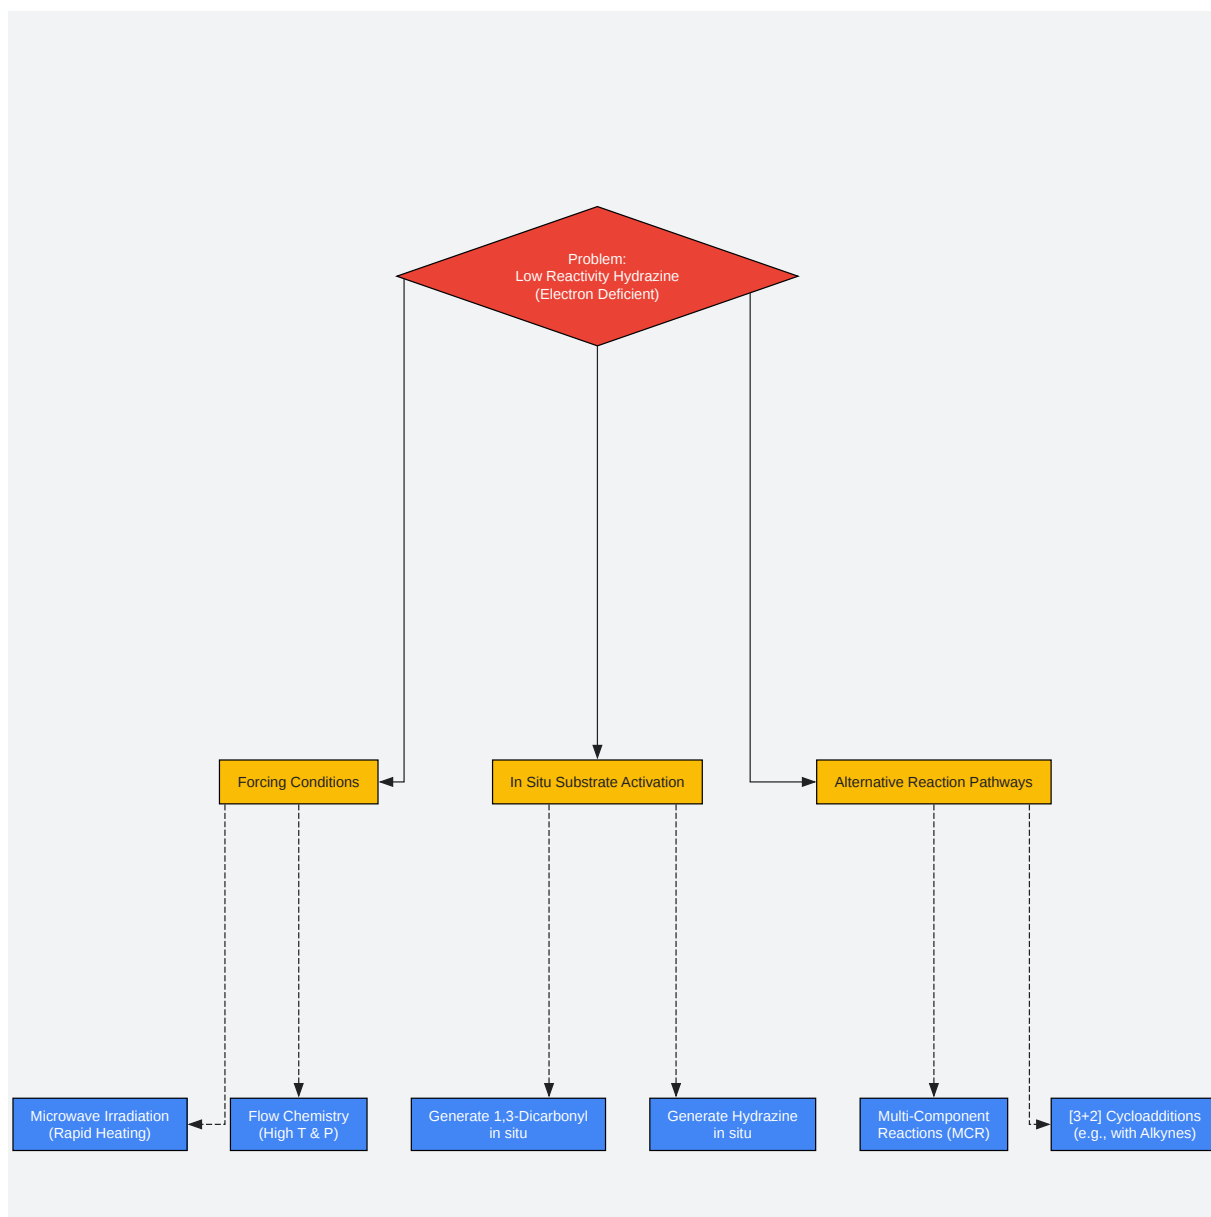 Problem:
Low Reactivity Hydrazine
(Electron Deficient)
Forcing Conditions
In Situ Substrate Activation
Alternative Reaction Pathways
Microwave Irradiation
(Rapid Heating)
Flow Chemistry
(High T & P)
Generate 1,3-Dicarbonyl
in situ
Generate Hydrazine
in situ
Multi-Component
Reactions (MCR)
[3+2] Cycloadditions
(e.g., with Alkynes)